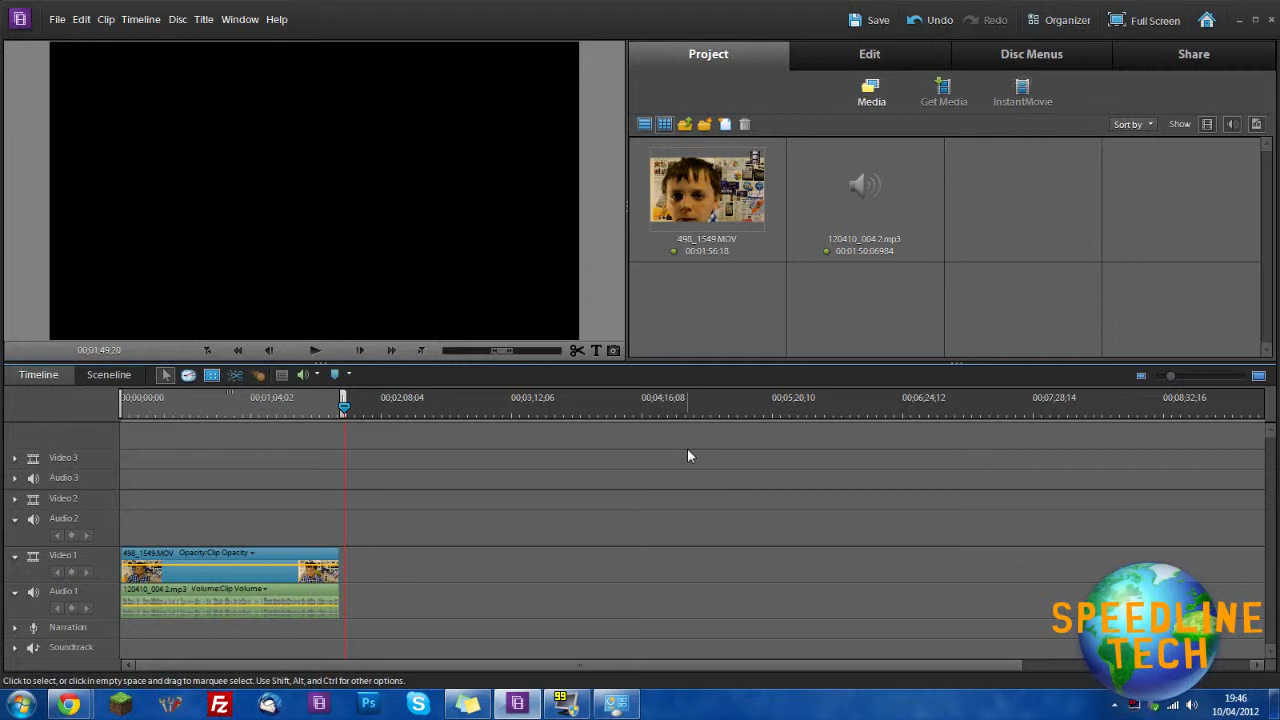 File Edit Clip Timeline Disc Title Window Help
Save Undo Redo Organizer Full Screen
Project Edit Disc Menus Share
Media Get Media InstantMovie
Sort by Show
498_1549.MOV
00;01;56;18
120410_004 2.mp3
00:01:50:06984
00;01;49;20
Timeline Sceneline
00;00;00;00 00;01;04;02 00;02;08;04 00;03;12;06 00;04;16;08 00;05;20;10 00;06;24;12 00;07;28;14 00;08;32;16
Video 3
Audio 3
Video 2
Audio 2
Video 1
498_1549.MOV Opacity:Clip Opacity
Audio 1
120410_004 2.mp3 Volume:Clip Volume
Narration
Soundtrack
SPEEDLINE
TECH
Click to select, or click in empty space and drag to marquee select. Use Shift, Alt, and Ctrl for other options.
Fz
Ps
99
19:46
10/04/2012